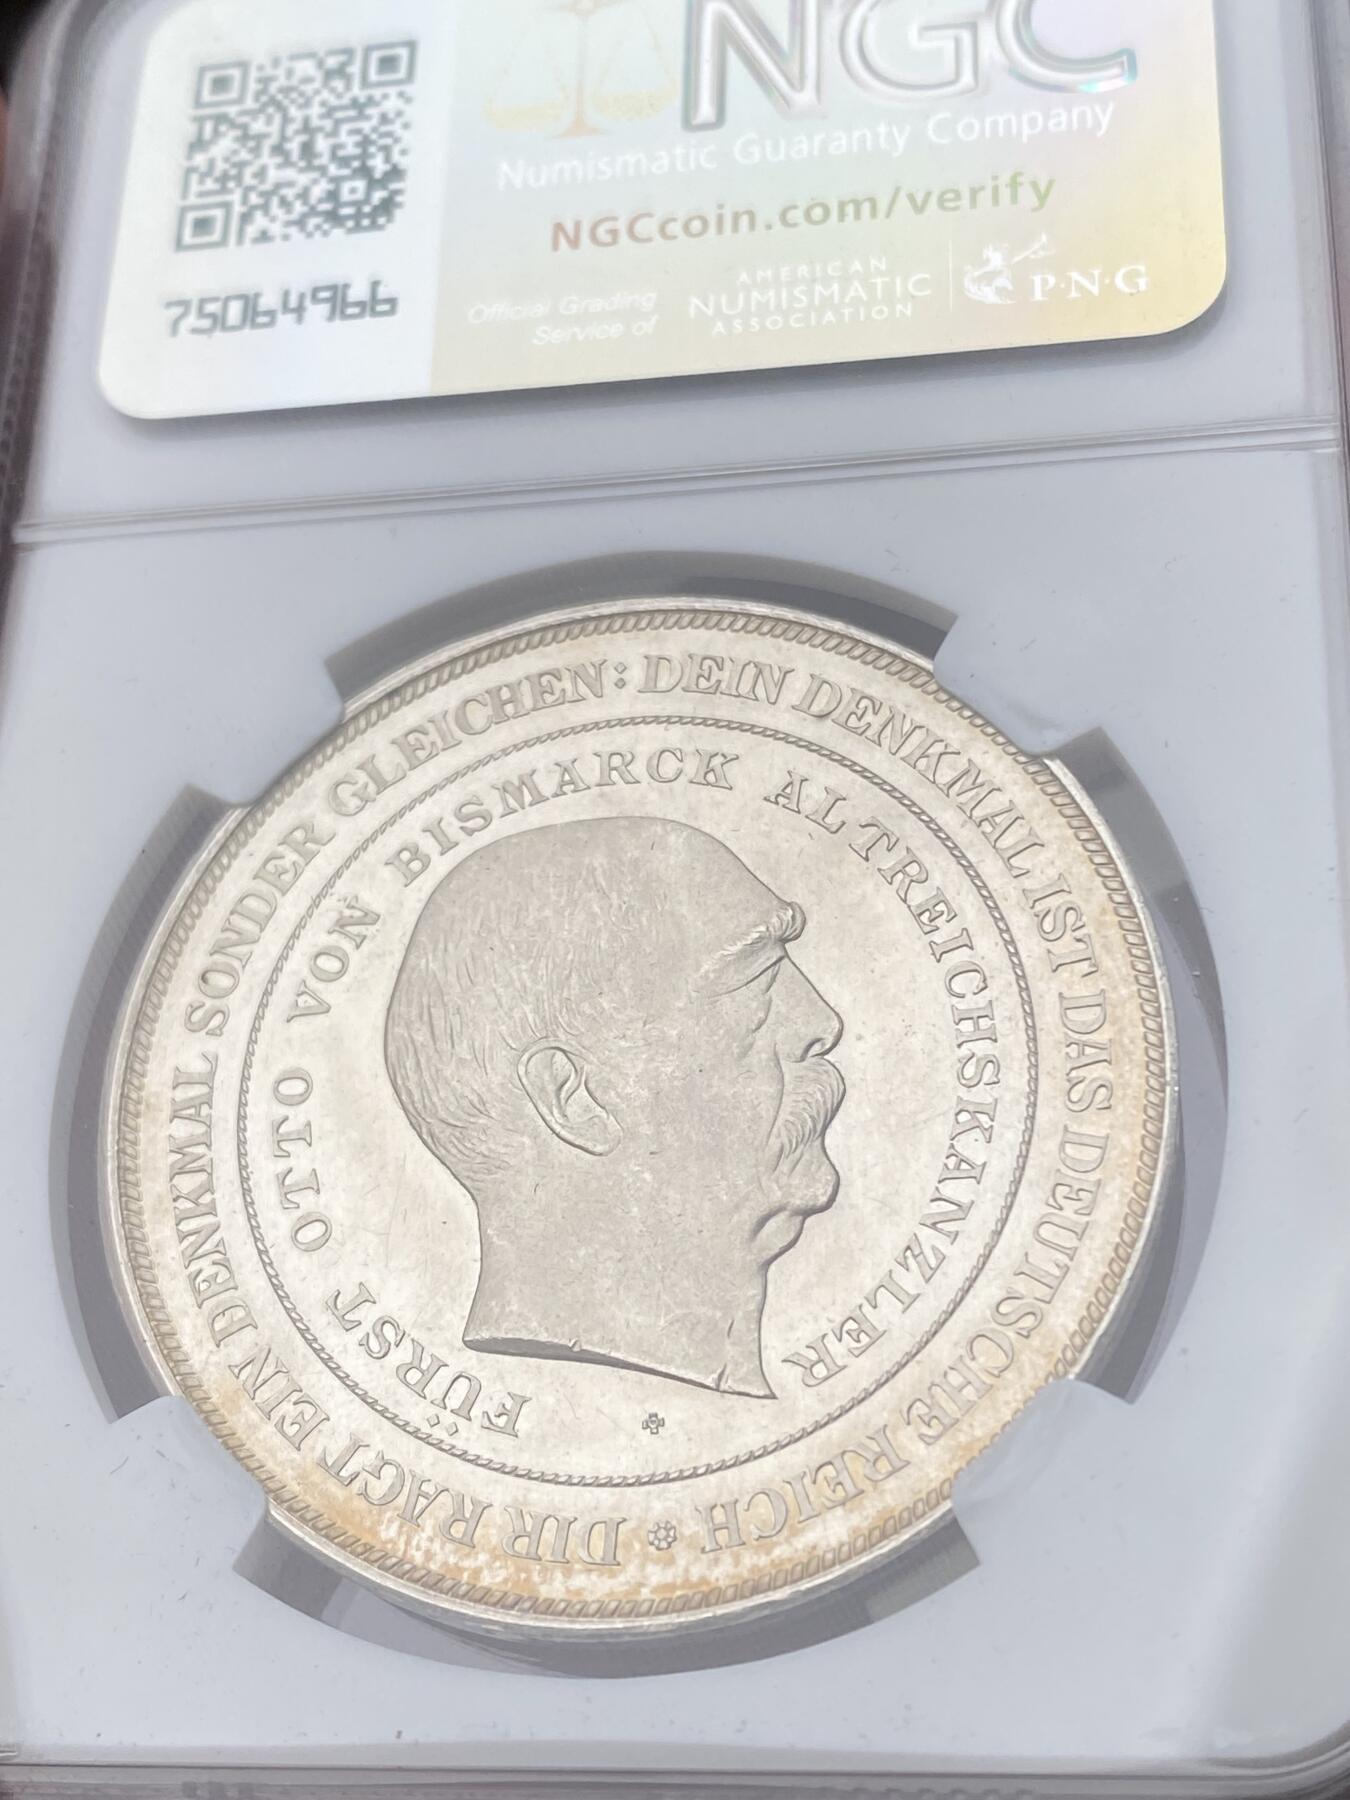 NGC
Numismatic Guaranty Company
NGCcoin.com/verify
75064966
Official Grading
Service of
AMERICAN
NUMISMATIC
ASSOCIATION
P·N·G
DIR RAGT EIN DENKMAL SONDER GLEICHEN: DEIN DENKMAL IST DAS DEUTSCHE REICH
FÜRST OTTO VON BISMARCK ALTREICHSKANZLER